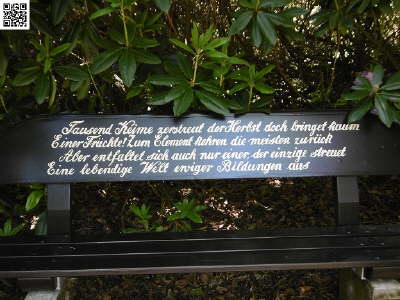 Tausend Keime zerstreut der Herbst doch bringet kaum
Einer Früchte! Zum Element kehren die meisten zurück
Aber entfaltet sich auch nur einer, der einzige streut
Eine lebendige Welt ewiger Bildungen aus